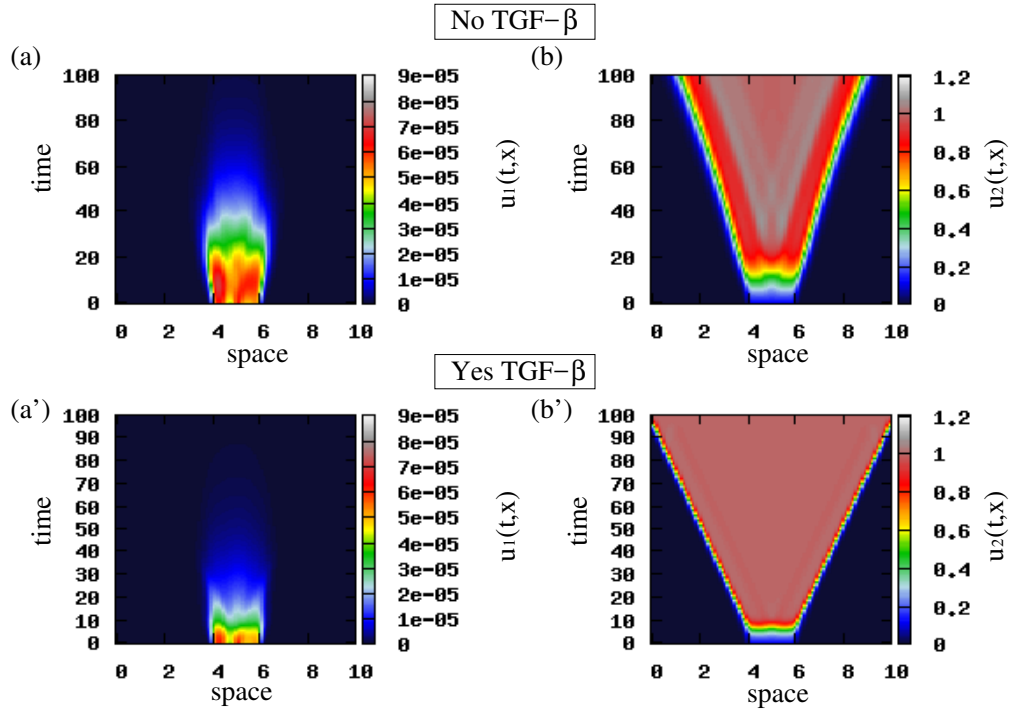 No TGF-β
(a)
(b)
100
80
60
40
20
0
time
0 2 4 6 8 10
space
9e-05
8e-05
7e-05
6e-05
5e-05
4e-05
3e-05
2e-05
1e-05
0
u1(t,x)
100
80
60
40
20
0
time
0 2 4 6 8 10
space
1.2
1
0.8
0.6
0.4
0.2
0
u2(t,x)
Yes TGF-β
(a')
(b')
100
90
80
70
60
50
40
30
20
10
0
time
0 2 4 6 8 10
space
9e-05
8e-05
7e-05
6e-05
5e-05
4e-05
3e-05
2e-05
1e-05
0
u1(t,x)
100
90
80
70
60
50
40
30
20
10
0
time
0 2 4 6 8 10
space
1.2
1
0.8
0.6
0.4
0.2
0
u2(t,x)